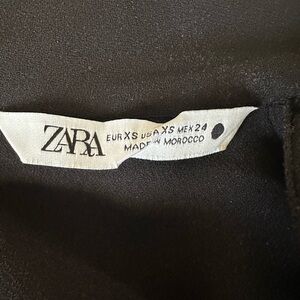 ZARA
EUR XS USA XS MEX 24
MADE IN MOROCCO